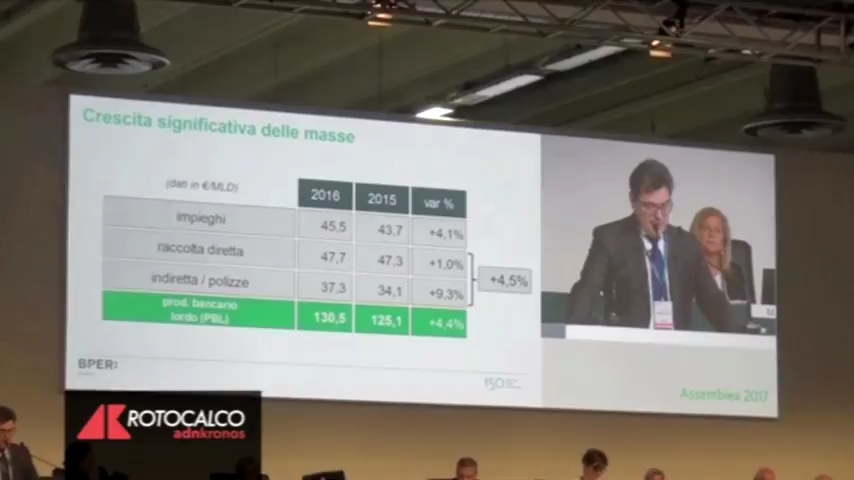 Crescita significativa delle masse
(dati in €/MLD)
2016 2015 var %
impieghi 45,5 43,7 +4,1%
raccolta diretta 47,7 47,3 +1,0%
indiretta / polizze 37,3 34,1 +9,3%
+4,5%
prod. bancario
lordo (PBL) 130,5 125,1 +4,4%
BPER:
150
Assemblea 2017
ROTOCALCO
adnkronos